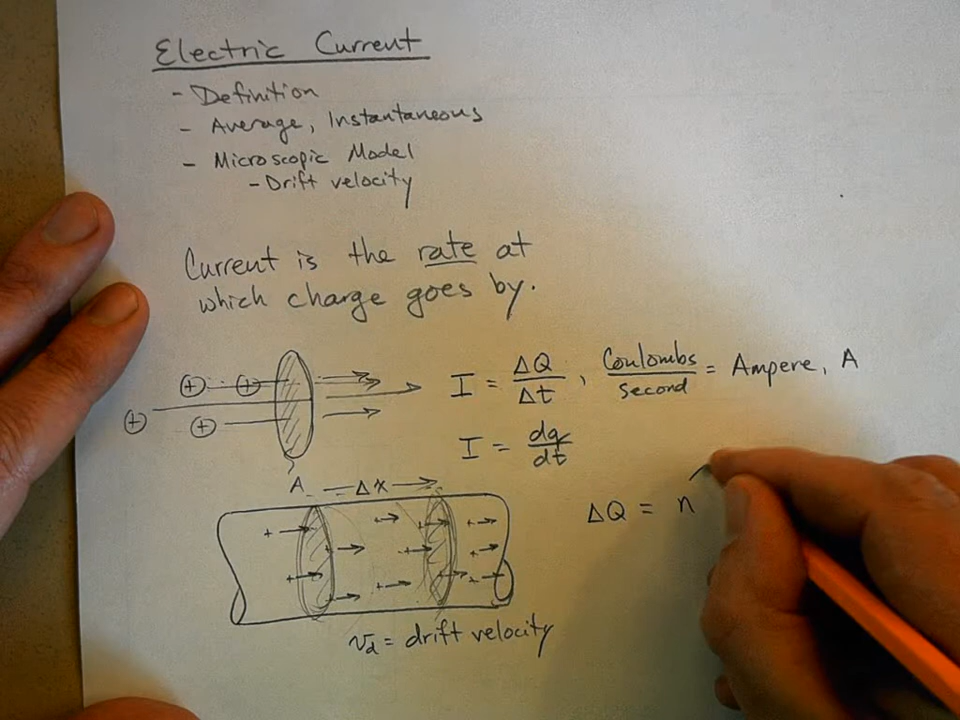 Electric Current
- Definition
- Average, Instantaneous
- Microscopic Model
- Drift velocity
Current is the rate at
which charge goes by.
I = ΔQ/Δt , Coulombs/second = Ampere, A
I = dq/dt
A
Δx
ΔQ = n
v_d = drift velocity